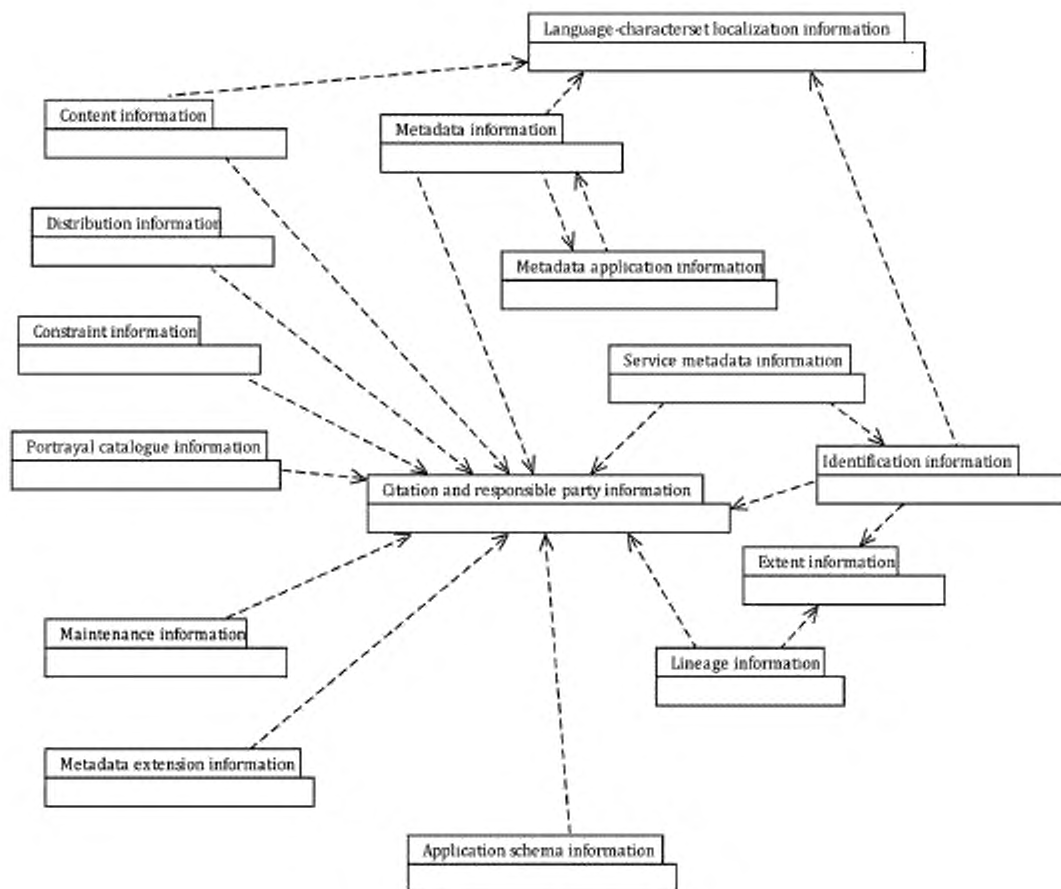 Language-characterset localization information
Content information
Metadata information
Distribution information
Metadata application information
Constraint information
Service metadata information
Portrayal catalogue information
Identification information
Citation and responsible party information
Extent information
Maintenance information
Lineage information
Metadata extension information
Application schema information